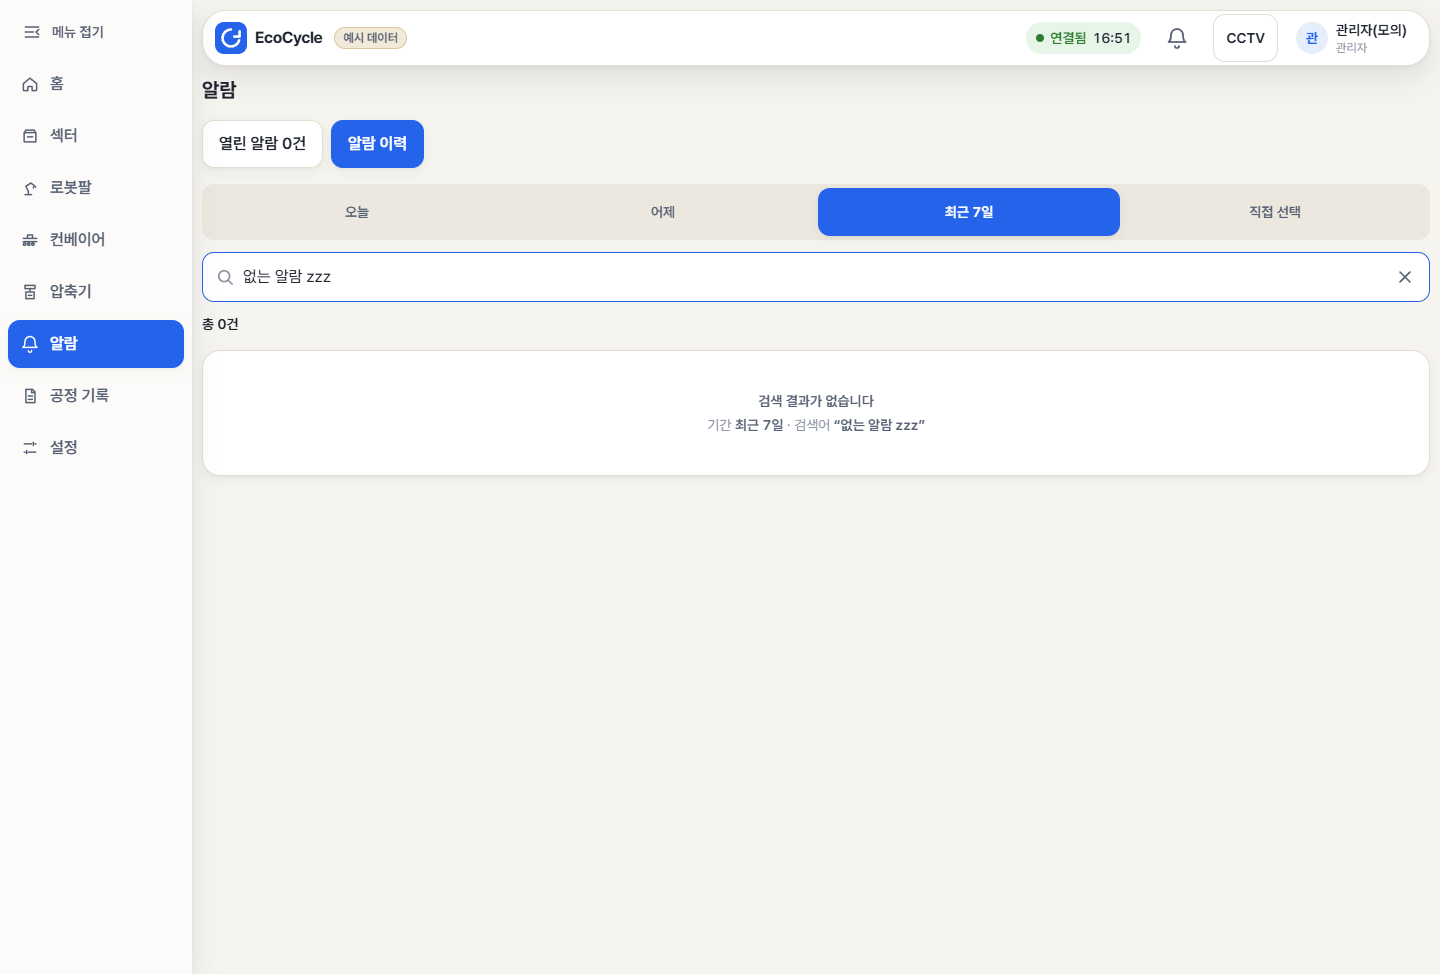 메뉴 접기
홈
섹터
로봇팔
컨베이어
압축기
알람
공정 기록
설정
EcoCycle
예시 데이터
연결됨 16:51
CCTV
관
관리자(모의)
관리자
알람
열린 알람 0건
알람 이력
오늘
어제
최근 7일
직접 선택
없는 알람 zzz
총 0건
검색 결과가 없습니다
기간 최근 7일 · 검색어 “없는 알람 zzz”